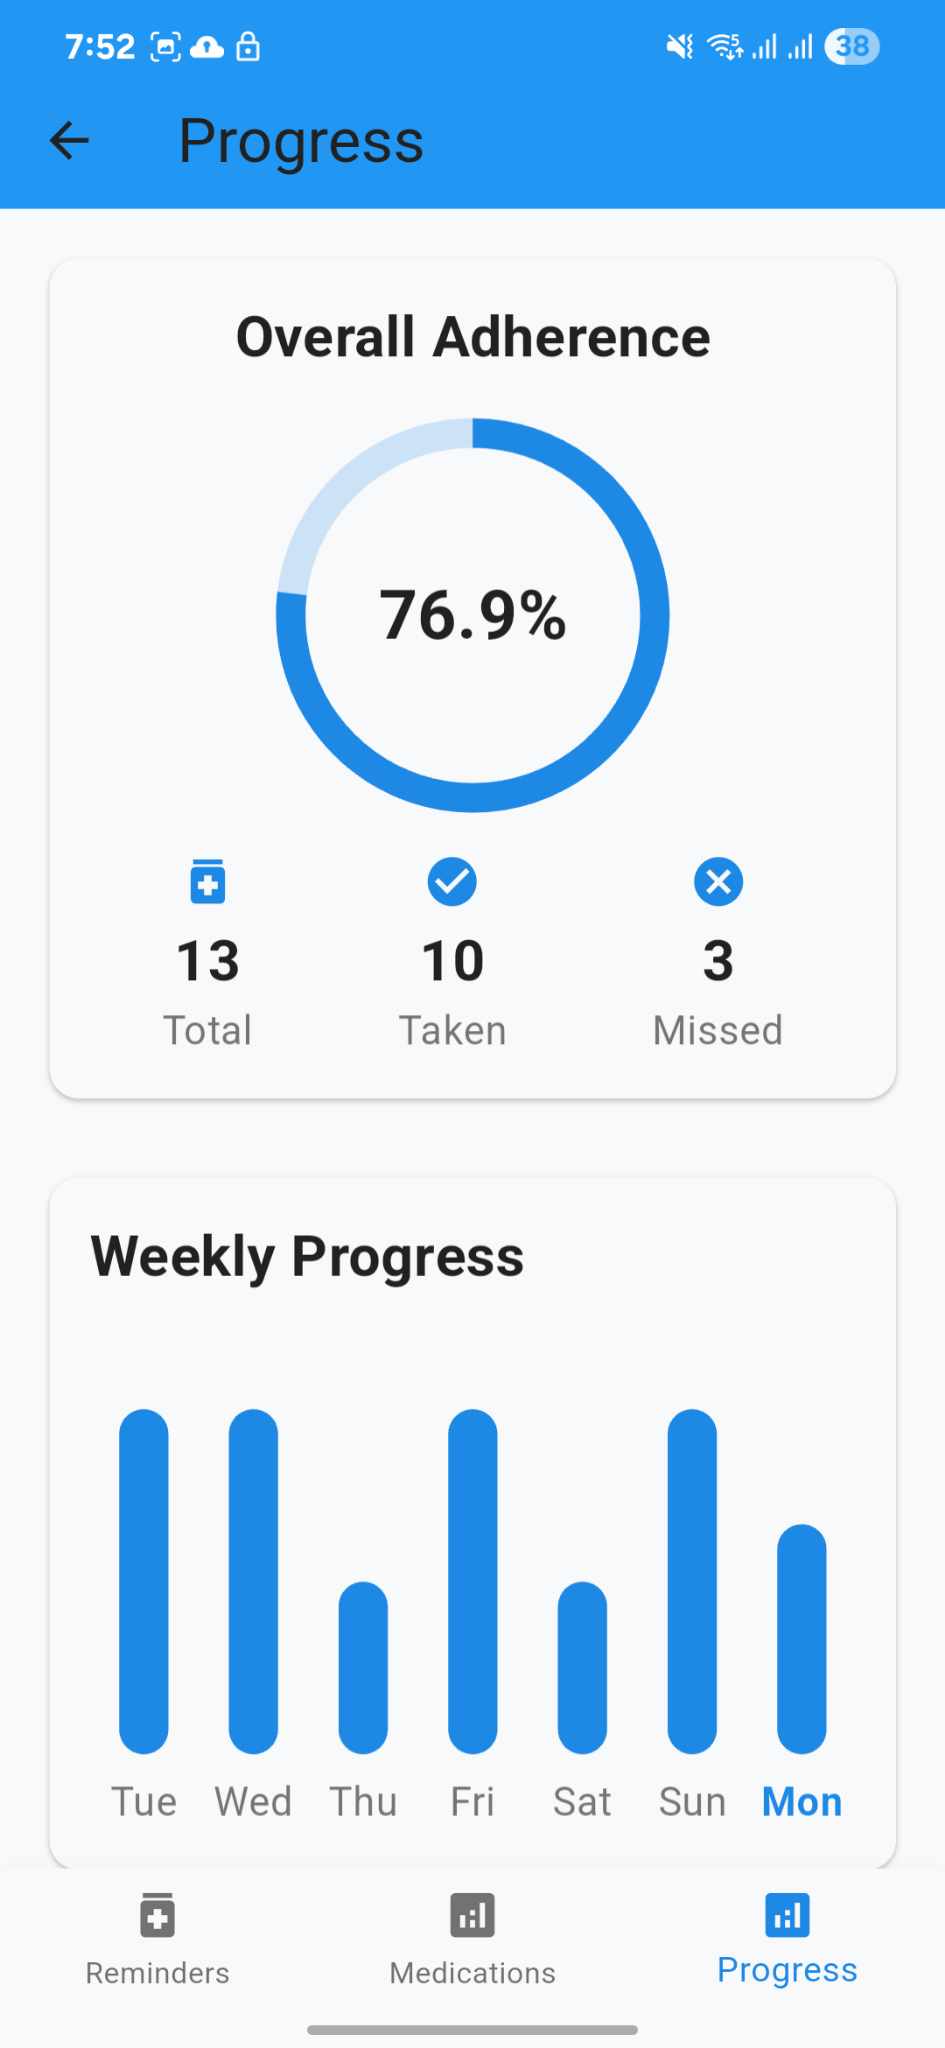 7:52 5 38
Progress
Overall Adherence
76.9%
13 10 3
Total Taken Missed
Weekly Progress
Tue Wed Thu Fri Sat Sun Mon
Reminders Medications Progress